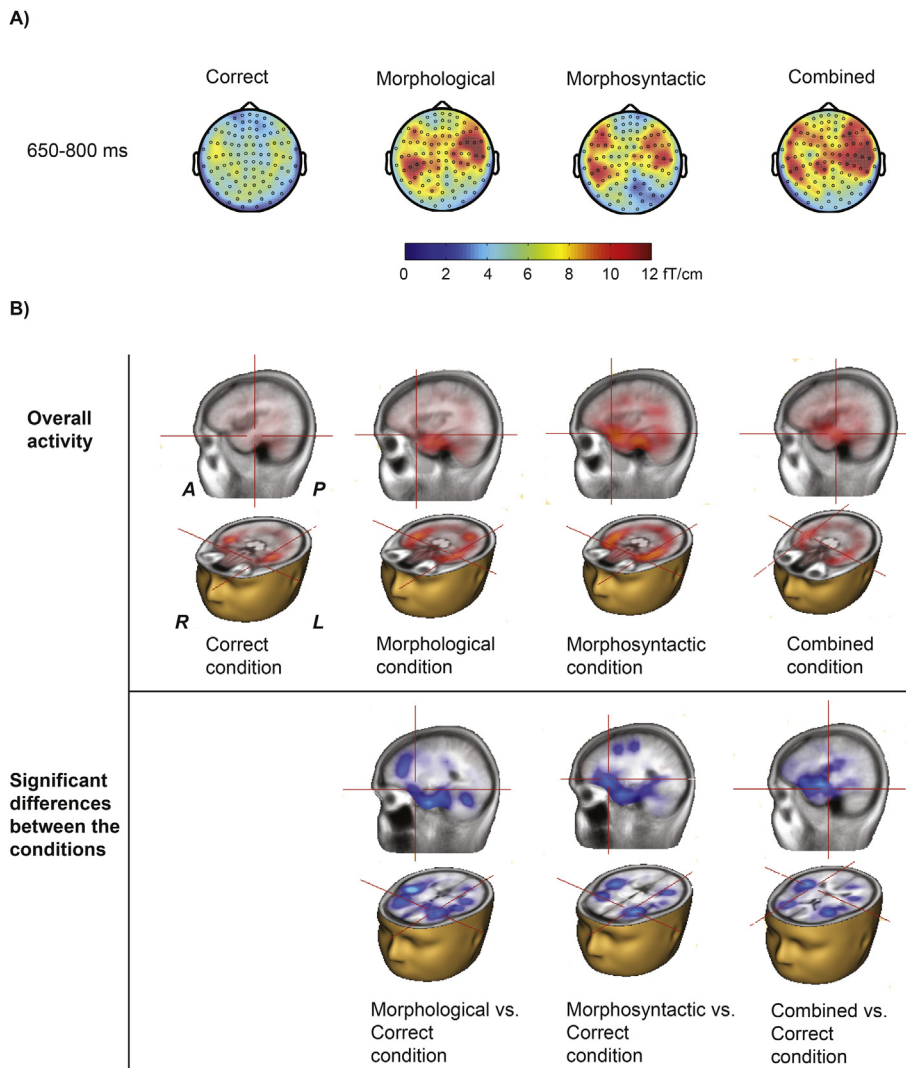 A)
Correct Morphological Morphosyntactic Combined
650-800 ms
0 2 4 6 8 10 12 fT/cm
B)
Overall
activity
A P
R L
Correct
condition
Morphological
condition
Morphosyntactic
condition
Combined
condition
Significant
differences
between the
conditions
Morphological vs.
Correct
condition
Morphosyntactic vs.
Correct
condition
Combined vs.
Correct
condition